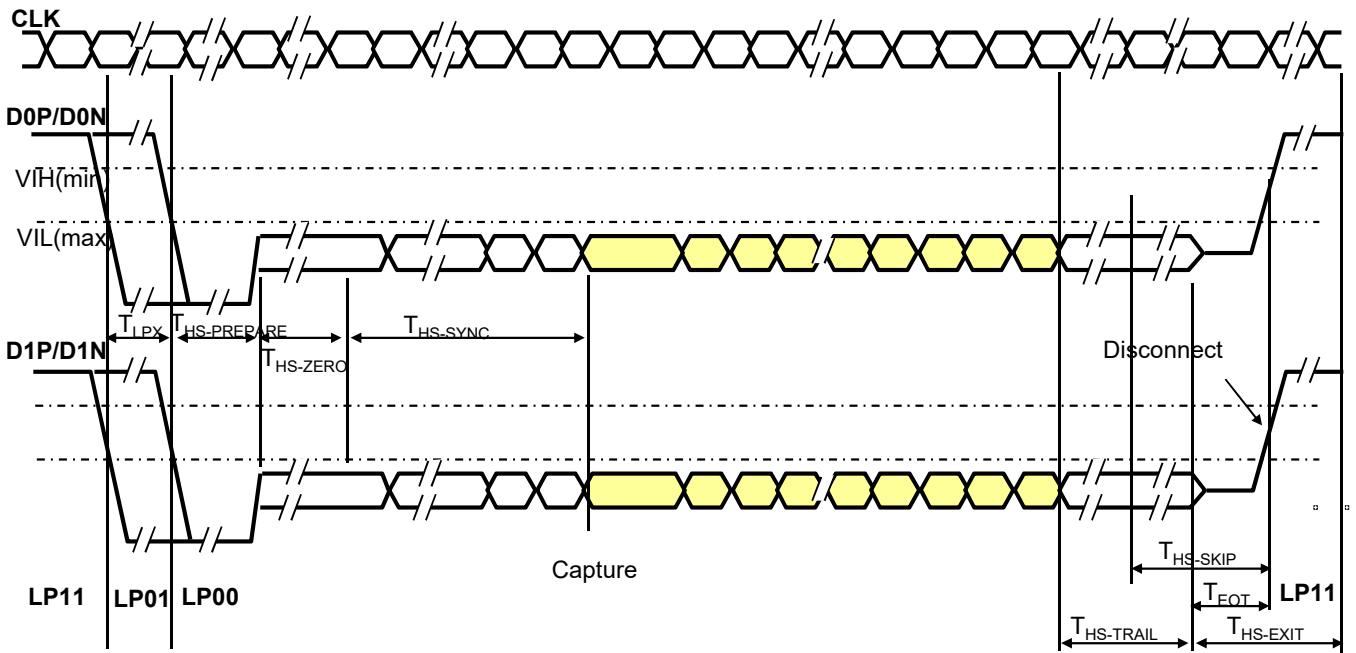 CLK
D0P/D0N
VIH(min)
VIL(max)
TLPX
THS-PREPARE
THS-ZERO
THS-SYNC
D1P/D1N
Disconnect
Capture
THS-SKIP
TEOT
LP11
LP01
LP00
LP11
THS-TRAIL
THS-EXIT